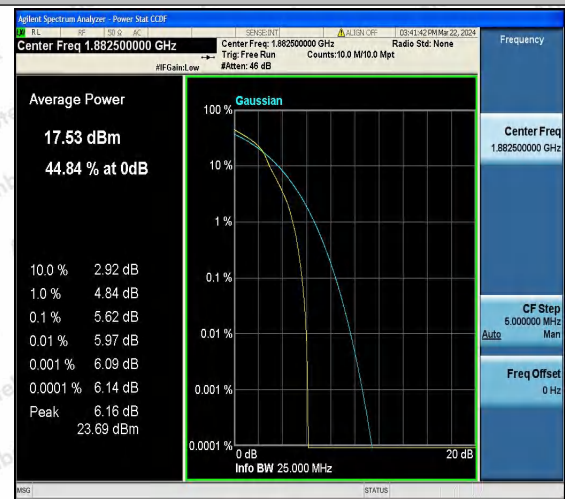 Agilent Spectrum Analyzer - Power Stat CCDF
RL RF 50 Ω AC SENSE:INT ALIGN OFF 03:41:42 PM Mar 22, 2024
Center Freq 1.882500000 GHz
Center Freq: 1.882500000 GHz Radio Std: None
Trig: Free Run Counts:10.0 M/10.0 Mpt
#IFGain:Low #Atten: 46 dB
Frequency
Average Power
17.53 dBm
44.84 % at 0dB
10.0 % 2.92 dB
1.0 % 4.84 dB
0.1 % 5.62 dB
0.01 % 5.97 dB
0.001 % 6.09 dB
0.0001 % 6.14 dB
Peak 6.16 dB
23.69 dBm
Gaussian
100 %
10 %
1 %
0.1 %
0.01 %
0.001 %
0.0001 %
0 dB 20 dB
Info BW 25.000 MHz
Center Freq
1.882500000 GHz
CF Step
5.000000 MHz
Auto Man
Freq Offset
0 Hz
MSG STATUS